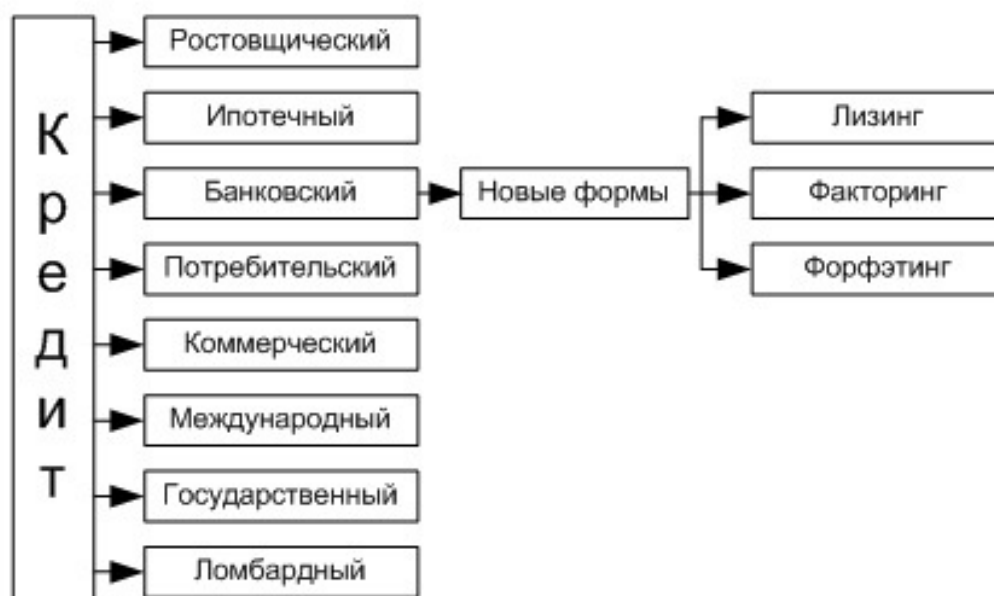 Кредит
Ростовщический
Ипотечный
Банковский
Потребительский
Коммерческий
Международный
Государственный
Ломбардный
Новые формы
Лизинг
Факторинг
Форфэтинг